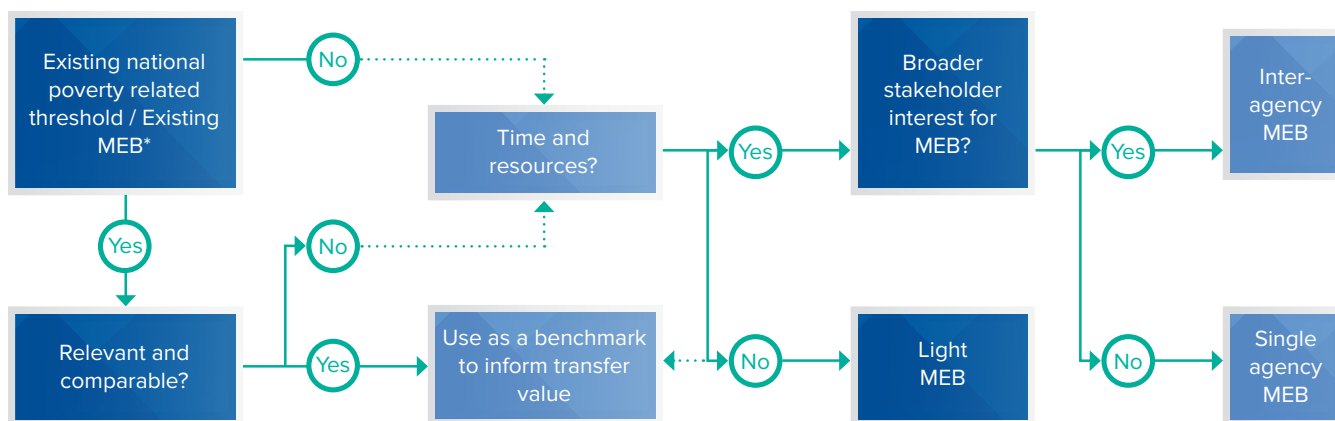 Existing national
poverty related
threshold / Existing
MEB*
No
Time and
resources?
Yes
Broader
stakeholder
interest for
MEB?
Yes
Inter-
agency
MEB
Yes
No
Relevant and
comparable?
Yes
Use as a benchmark
to inform transfer
value
No
Light
MEB
No
Single
agency
MEB